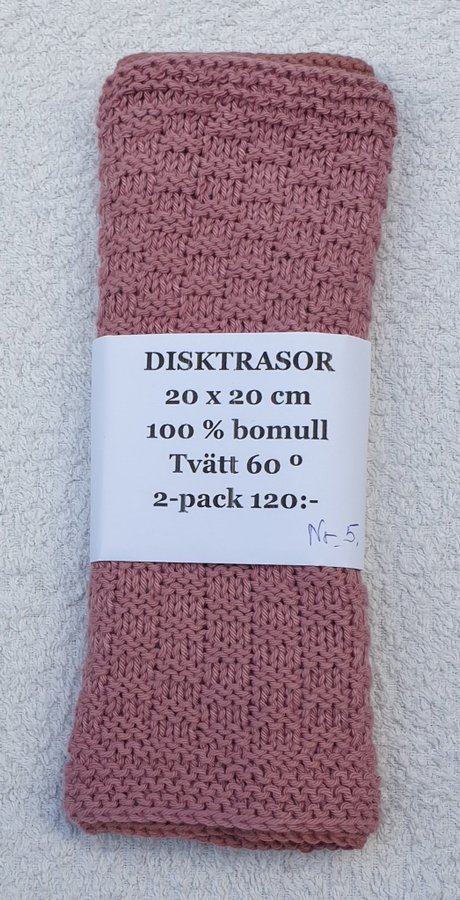 DISKTRASOR
20 x 20 cm
100 % bomull
Tvätt 60 º
2-pack 120:-
Nr. 5.